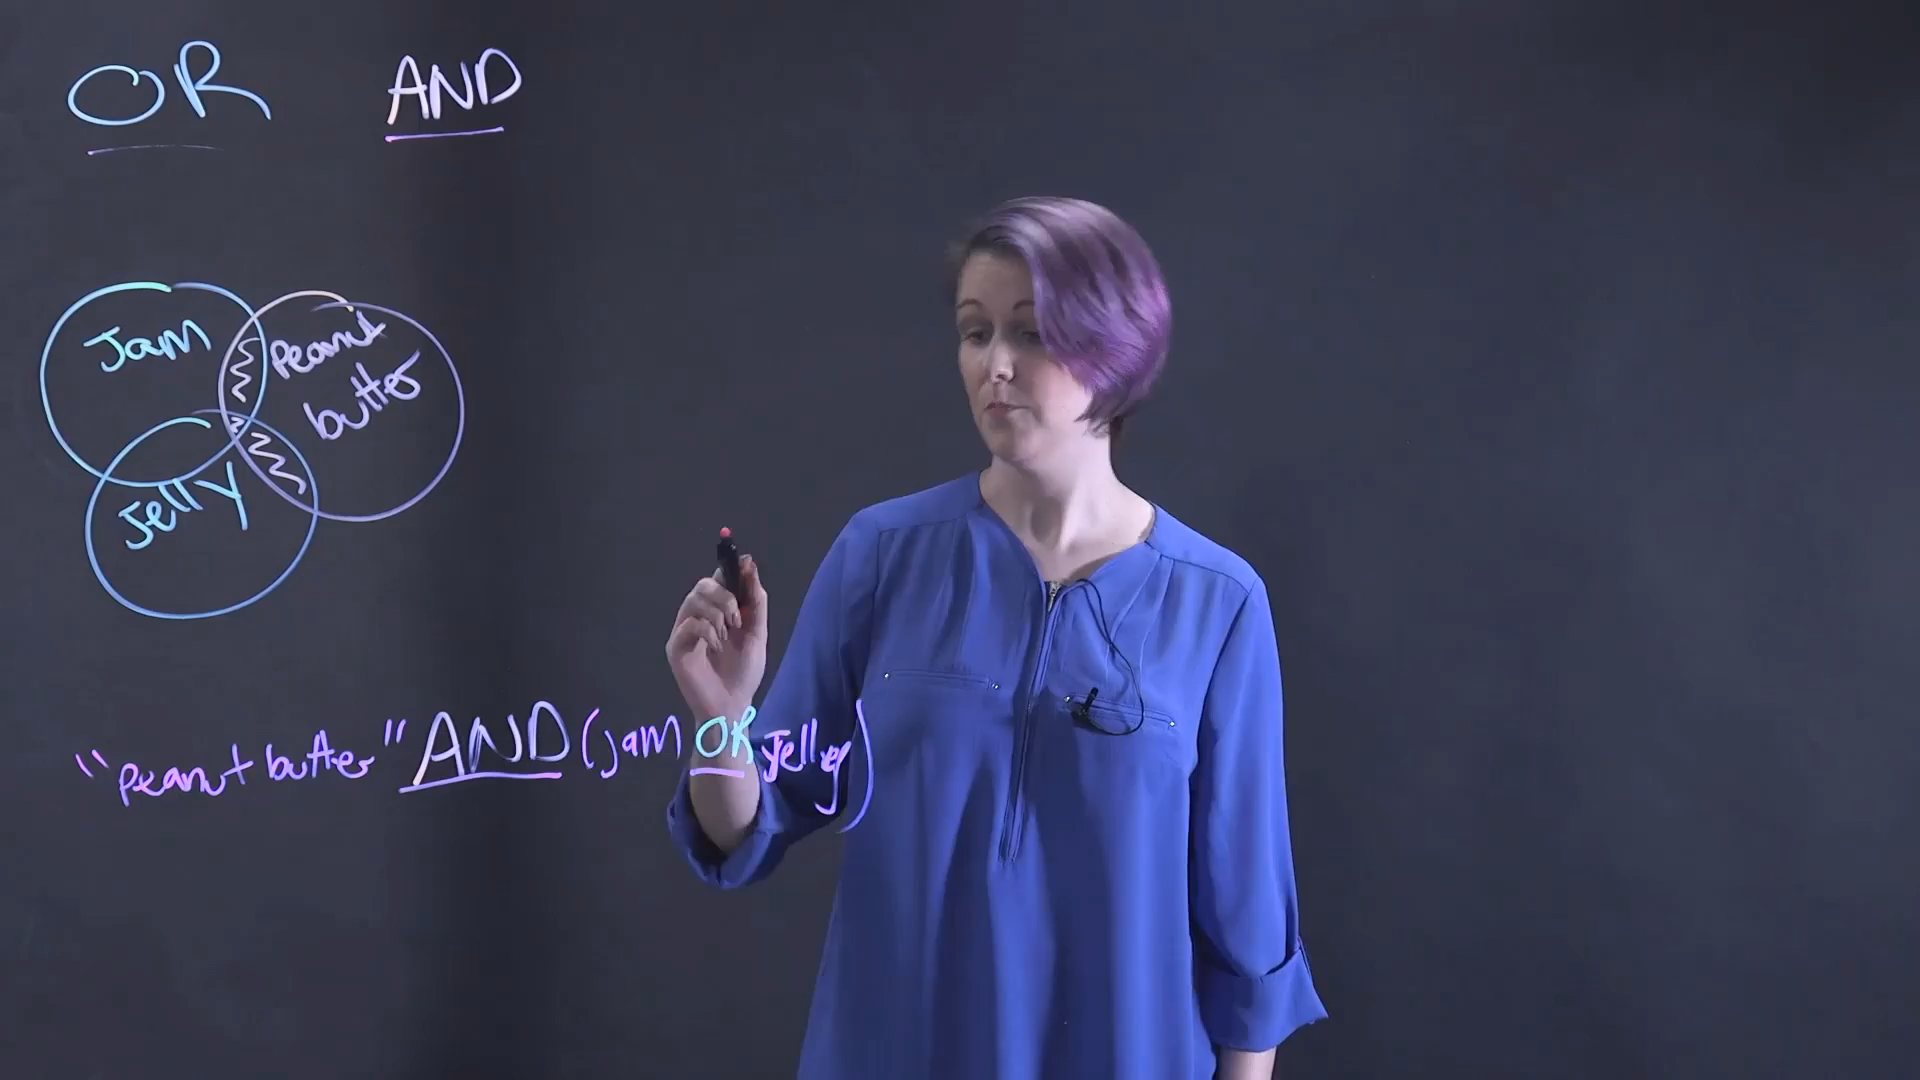 OR AND
Jam
Peanut
butter
Jelly
"peanut butter" AND (jam OR jelly)